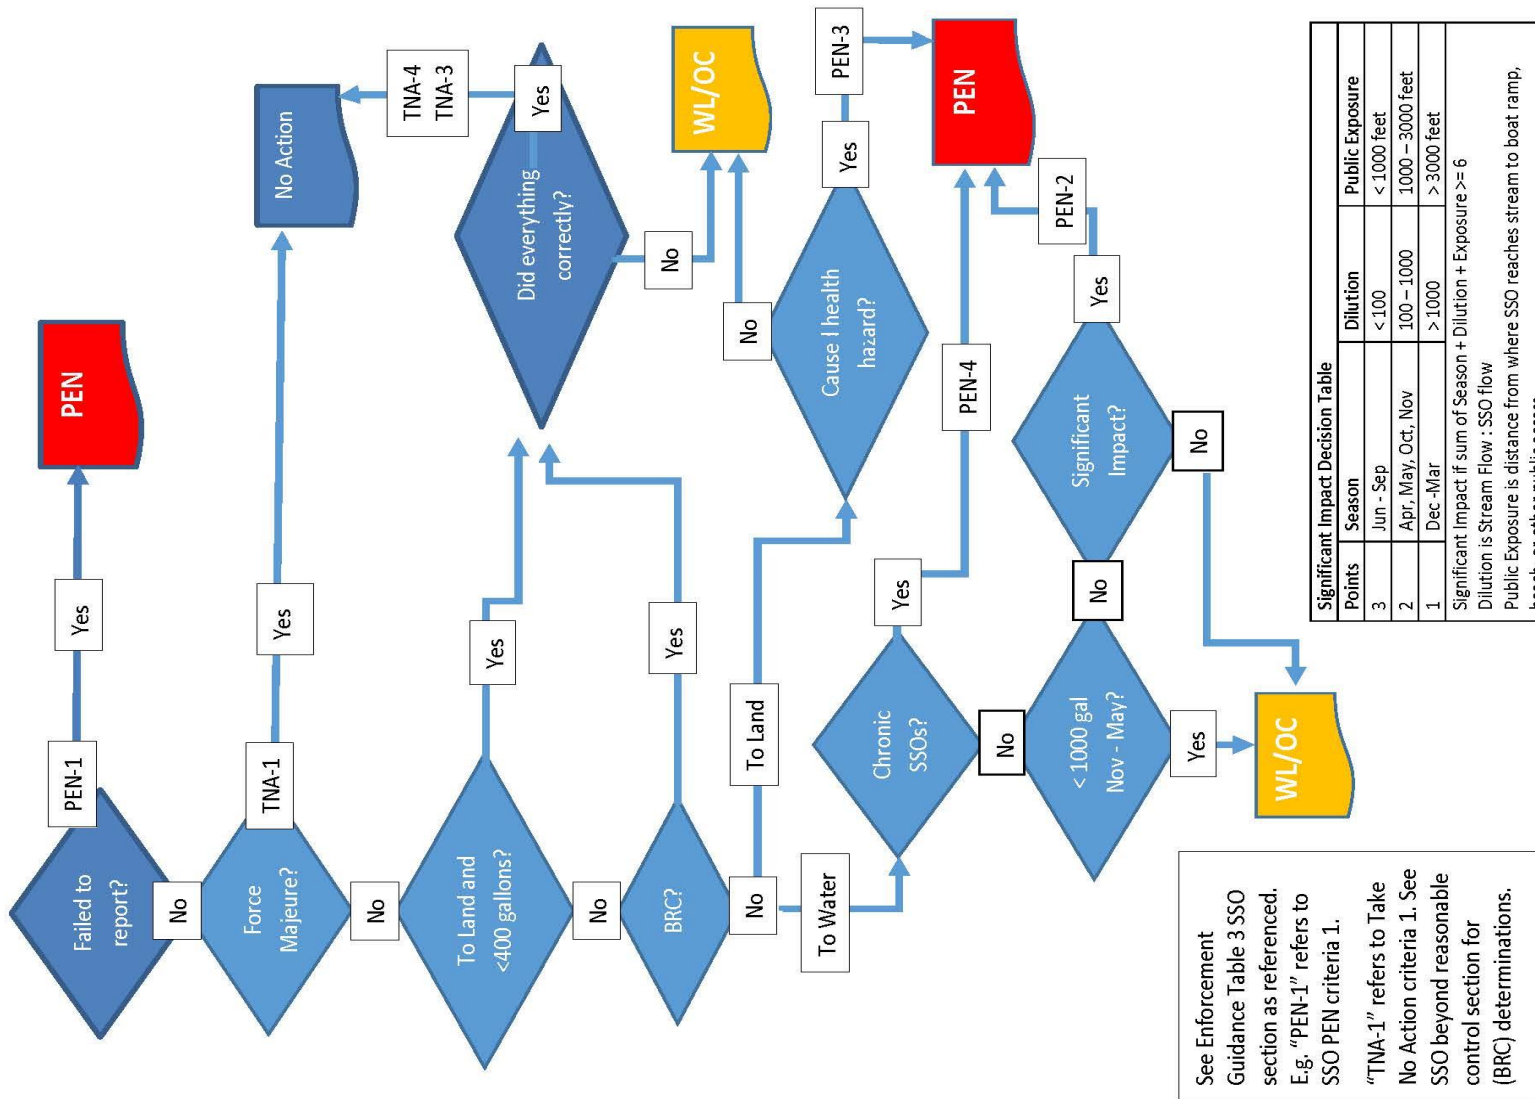 Failed to
report?
PEN-1
Yes
PEN
No
Force
Majeure?
TNA-1
Yes
No Action
No
To Land and
<400 gallons?
Yes
Did everything
correctly?
Yes
TNA-4
TNA-3
No
WL/OC
No
BRC?
Yes
No
To Land
Cause
health
hazard?
No
Yes
PEN-3
PEN
To Water
Chronic
SSOs?
Yes
PEN-4
No
< 1000 gal
Nov - May?
Yes
WL/OC
No
Significant
Impact?
Yes
PEN-2
No
See Enforcement
Guidance Table 3 SSO
section as referenced.
E.g. “PEN-1” refers to
SSO PEN criteria 1.
“TNA-1” refers to Take
No Action criteria 1. See
SSO beyond reasonable
control section for
(BRC) determinations.
Significant Impact Decision Table
Points Season Dilution Public Exposure
3 Jun - Sep <100 < 1000 feet
2 Apr, May, Oct, Nov 100 – 1000 1000 – 3000 feet
1 Dec -Mar > 1000 > 3000 feet
Significant Impact if sum of Season + Dilution + Exposure >= 6
Dilution is Stream Flow : SSO flow
Public Exposure is distance from where SSO reaches stream to boat ramp,